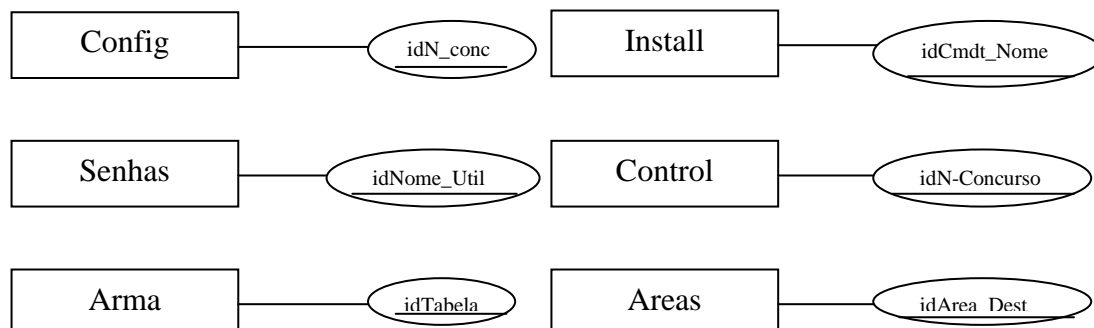 Config idN_conc Install idCmdt_Nome
Senhas idNome_Util Control idN-Concurso
Arma idTabela Areas idArea_Dest